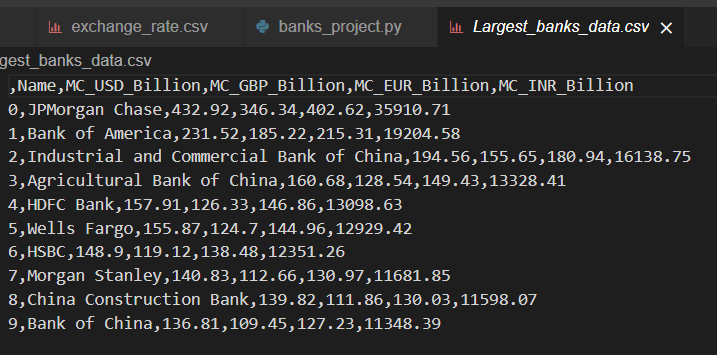 exchange_rate.csv banks_project.py Largest_banks_data.csv
gest_banks_data.csv
,Name,MC_USD_Billion,MC_GBP_Billion,MC_EUR_Billion,MC_INR_Billion
0,JPMorgan Chase,432.92,346.34,402.62,35910.71
1,Bank of America,231.52,185.22,215.31,19204.58
2,Industrial and Commercial Bank of China,194.56,155.65,180.94,16138.75
3,Agricultural Bank of China,160.68,128.54,149.43,13328.41
4,HDFC Bank,157.91,126.33,146.86,13098.63
5,Wells Fargo,155.87,124.7,144.96,12929.42
6,HSBC,148.9,119.12,138.48,12351.26
7,Morgan Stanley,140.83,112.66,130.97,11681.85
8,China Construction Bank,139.82,111.86,130.03,11598.07
9,Bank of China,136.81,109.45,127.23,11348.39